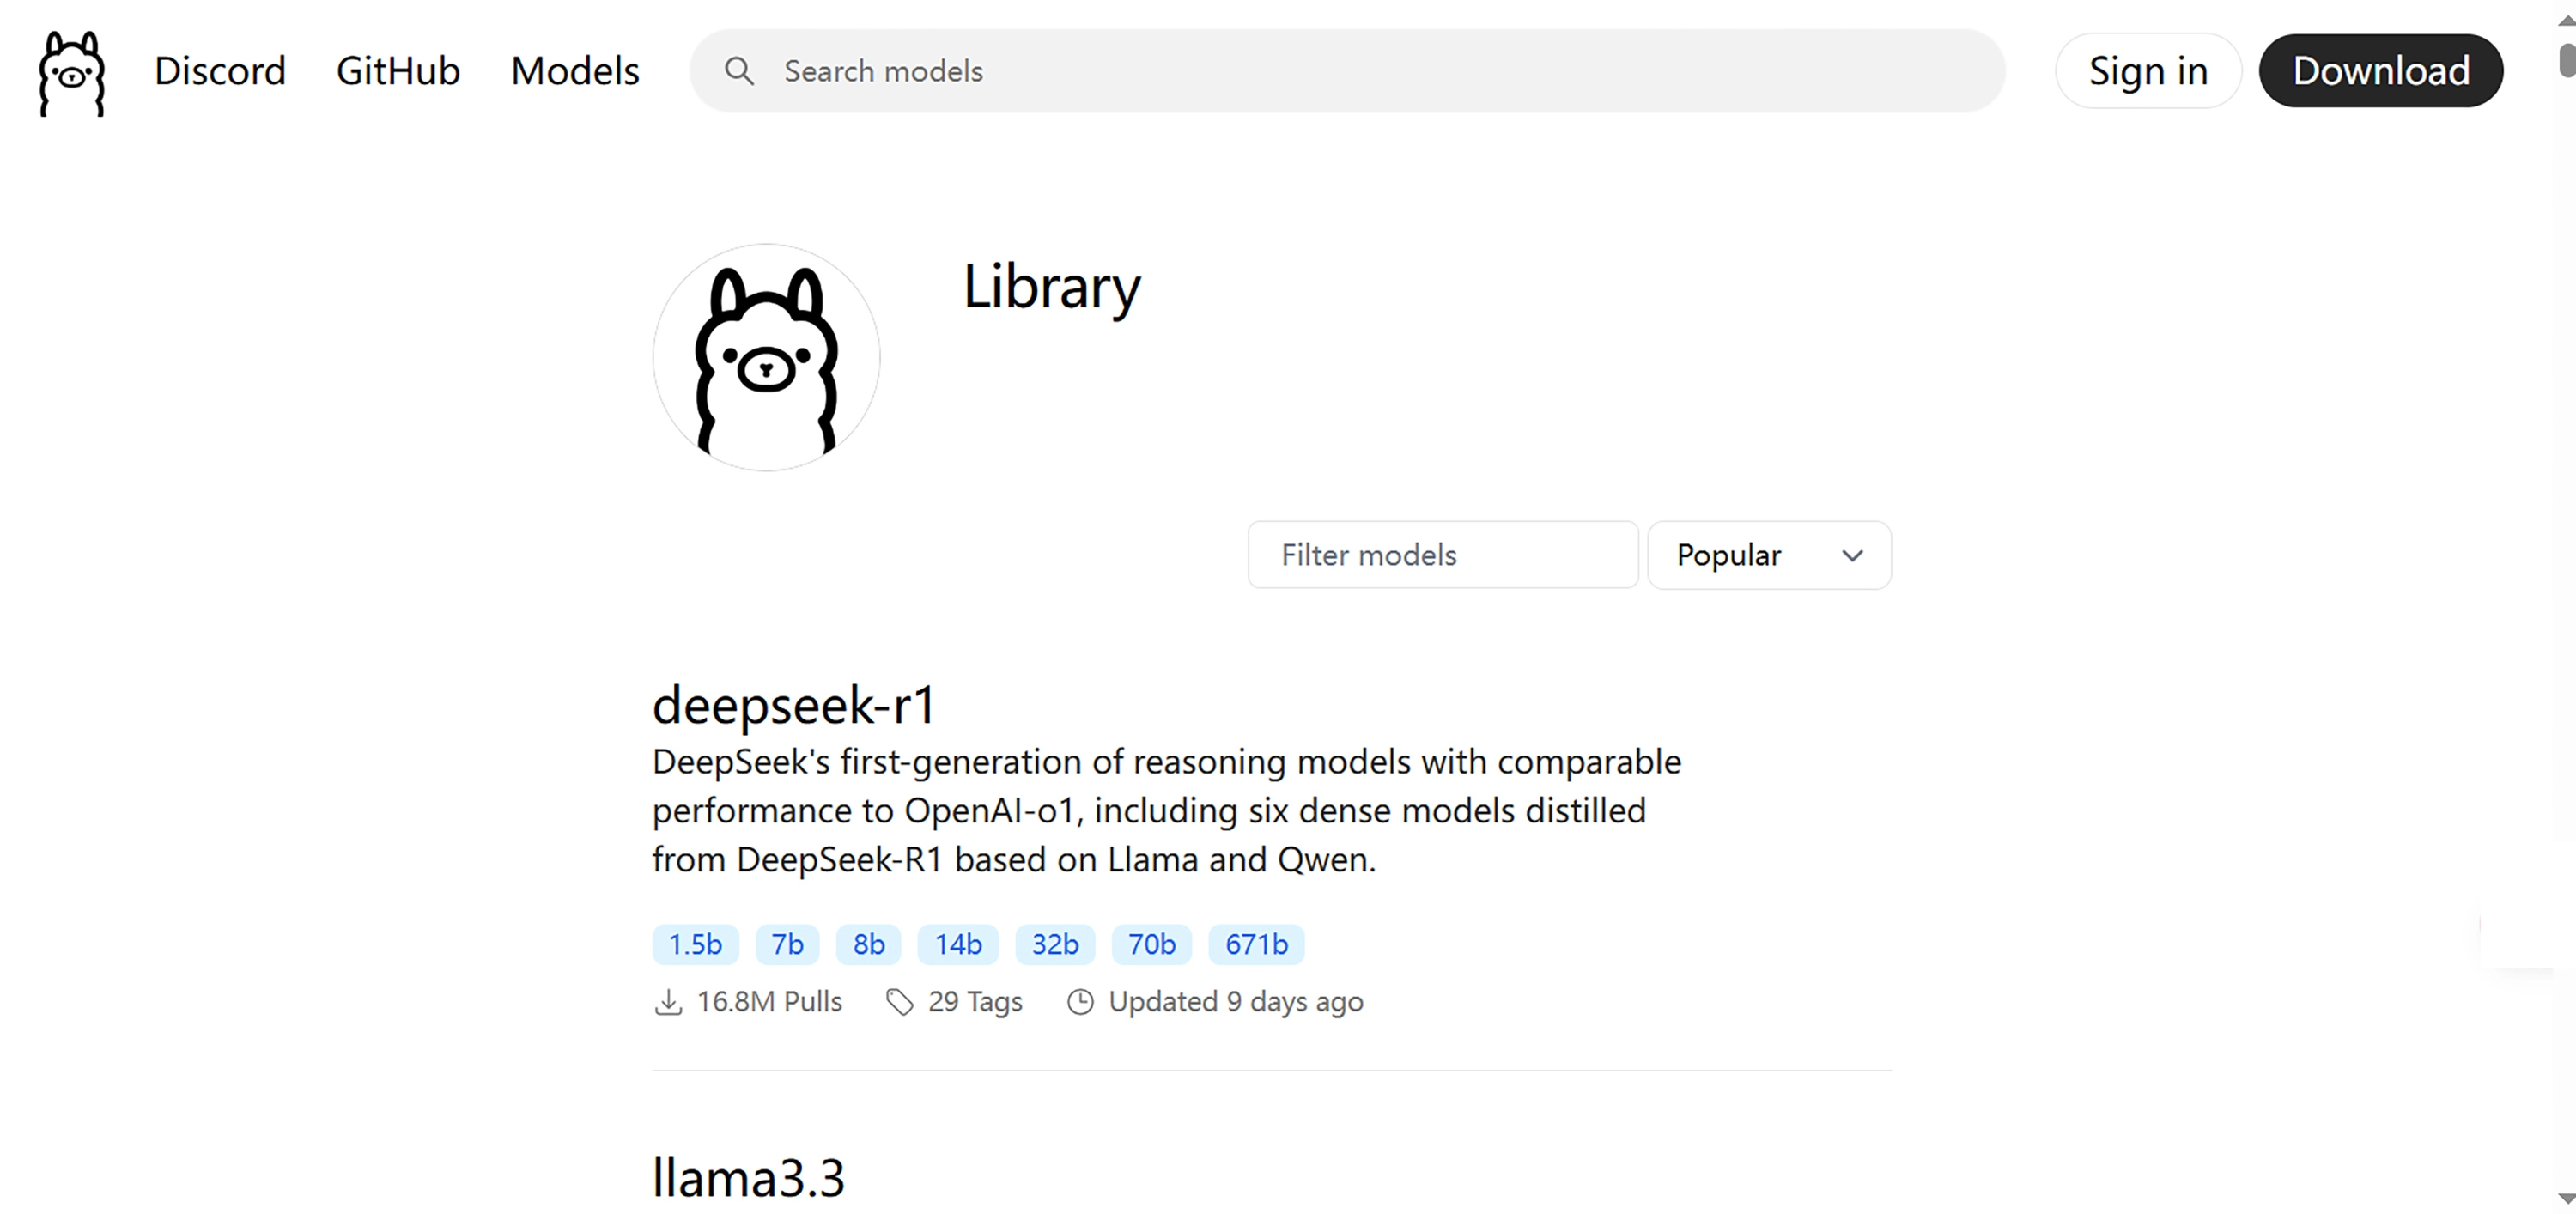 Discord GitHub Models Search models Sign in Download
Library
Filter models Popular
deepseek-r1
DeepSeek's first-generation of reasoning models with comparable
performance to OpenAI-o1, including six dense models distilled
from DeepSeek-R1 based on Llama and Qwen.
1.5b 7b 8b 14b 32b 70b 671b
16.8M Pulls 29 Tags Updated 9 days ago
llama3.3